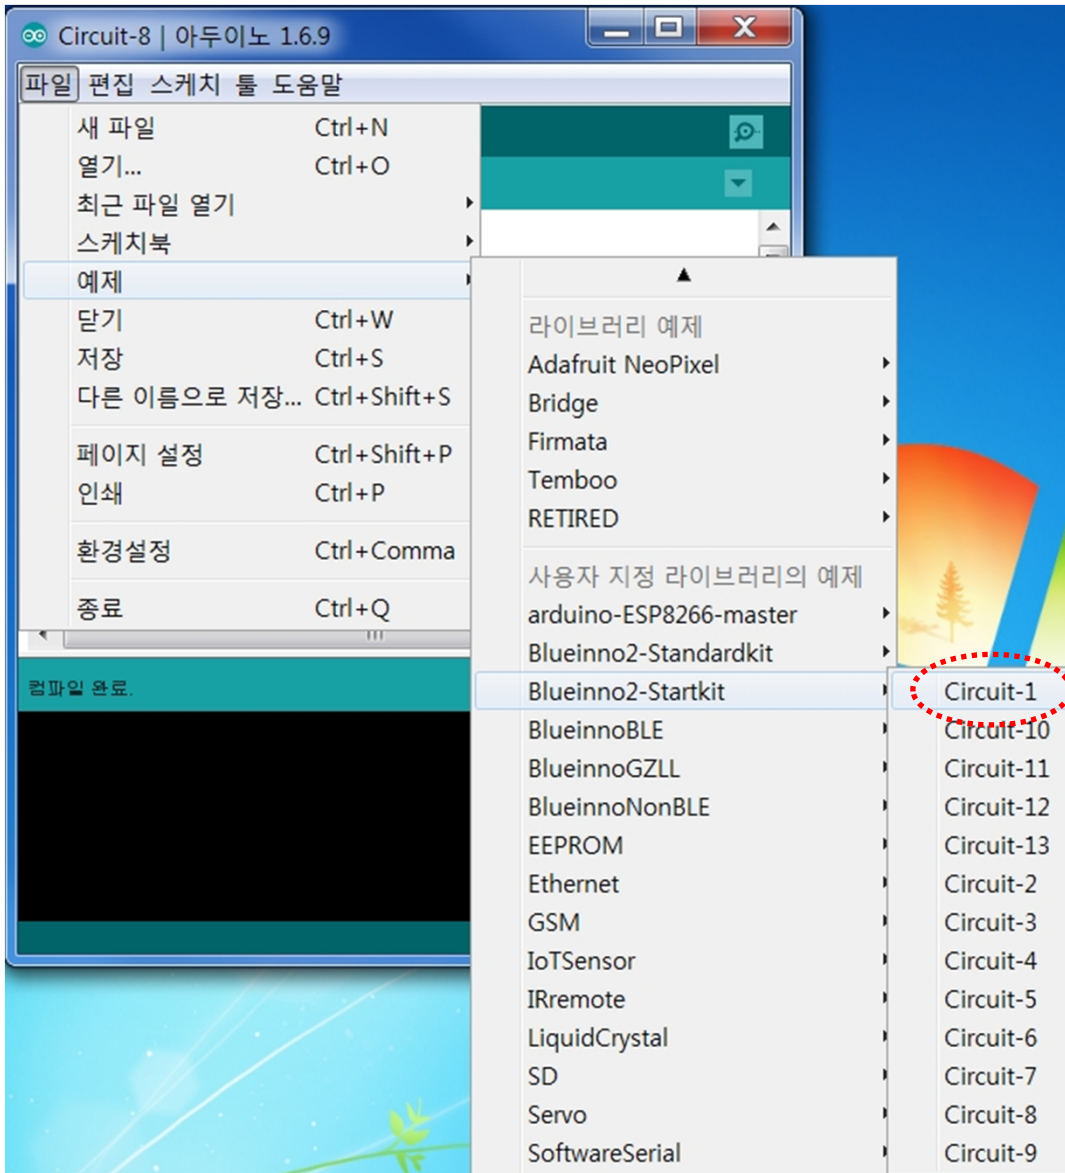 Circuit-8 | 아두이노 1.6.9
파일 편집 스케치 툴 도움말
새 파일 Ctrl+N
열기... Ctrl+O
최근 파일 열기
스케치북
예제
닫기 Ctrl+W
저장 Ctrl+S
다른 이름으로 저장... Ctrl+Shift+S
페이지 설정 Ctrl+Shift+P
인쇄 Ctrl+P
환경설정 Ctrl+Comma
종료 Ctrl+Q
컴파일 완료.
라이브러리 예제
Adafruit NeoPixel
Bridge
Firmata
Temboo
RETIRED
사용자 지정 라이브러리의 예제
arduino-ESP8266-master
Blueinno2-Standardkit
Blueinno2-Startkit
BlueinnoBLE
BlueinnoGZLL
BlueinnoNonBLE
EEPROM
Ethernet
GSM
IoTSensor
IRremote
LiquidCrystal
SD
Servo
SoftwareSerial
Circuit-1
Circuit-10
Circuit-11
Circuit-12
Circuit-13
Circuit-2
Circuit-3
Circuit-4
Circuit-5
Circuit-6
Circuit-7
Circuit-8
Circuit-9